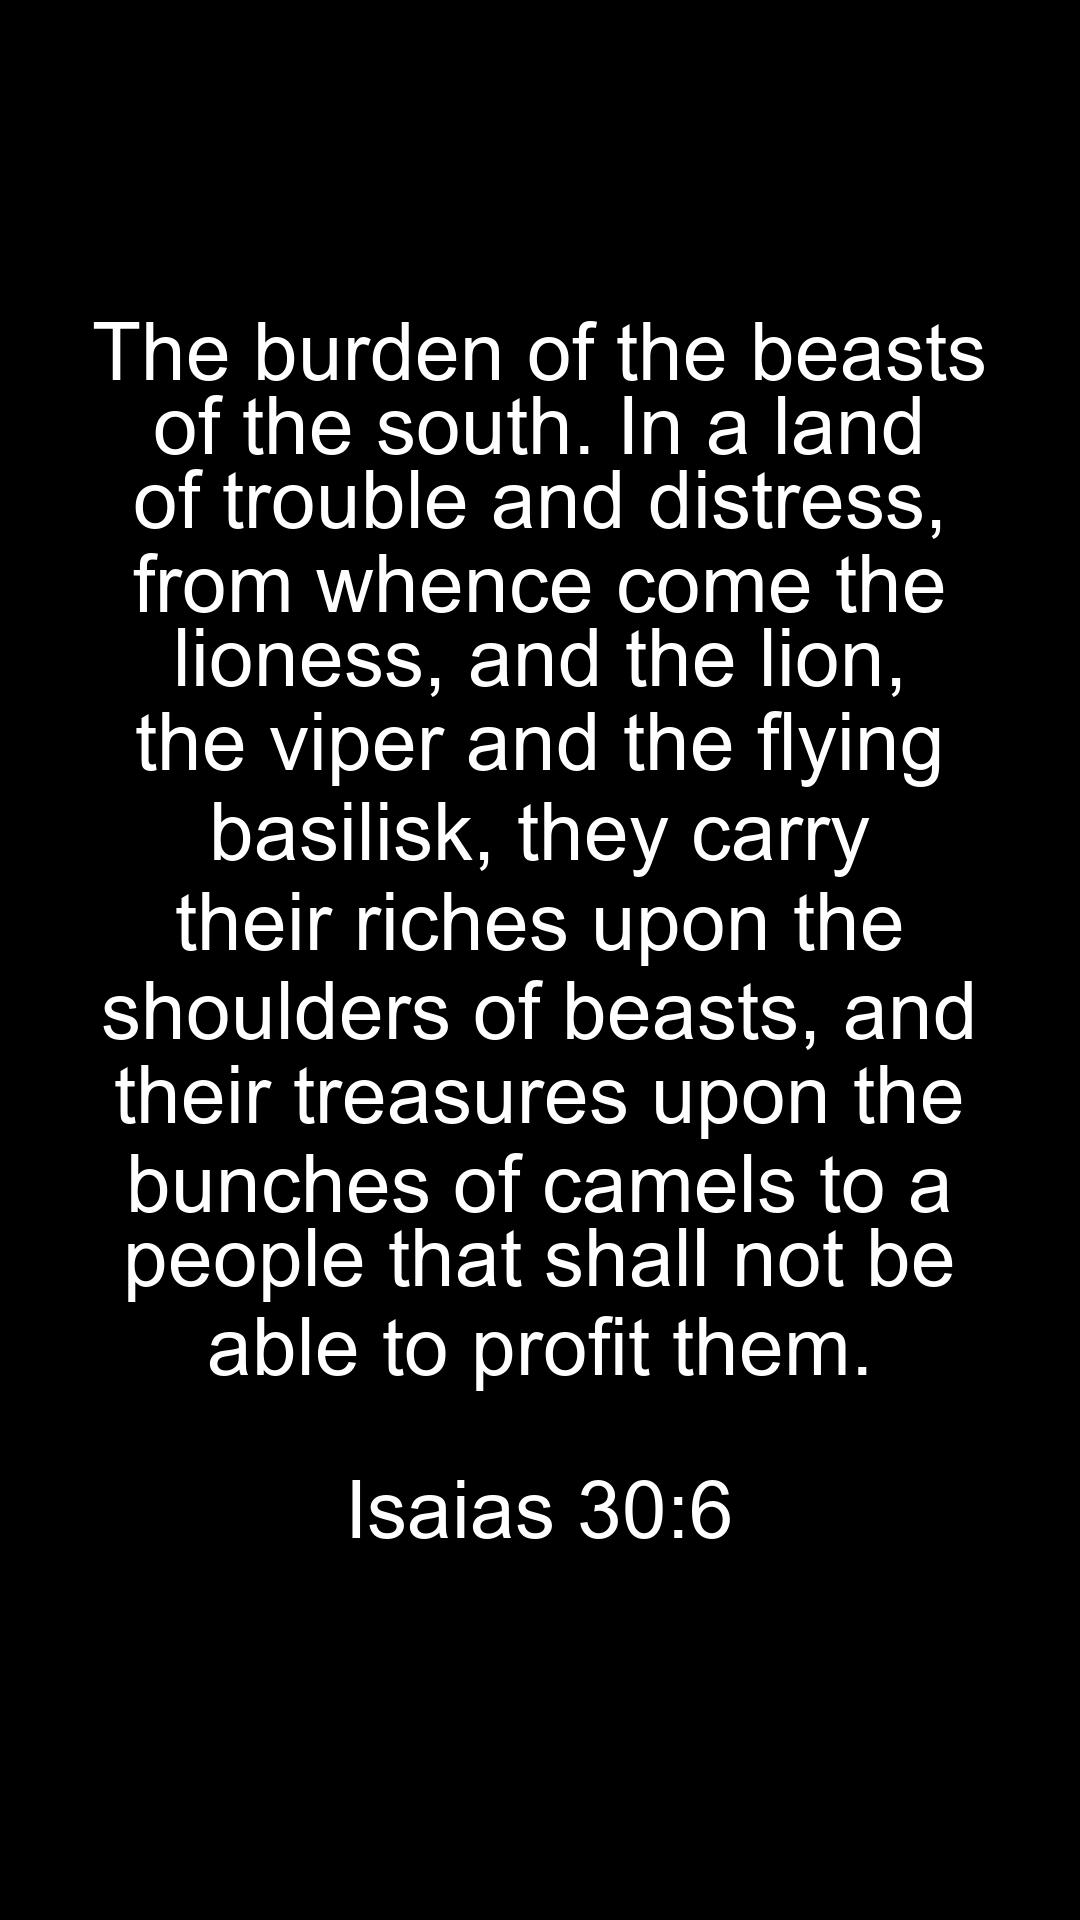 The burden of the beasts
of the south. In a land
of trouble and distress,
from whence come the
lioness, and the lion,
the viper and the flying
basilisk, they carry
their riches upon the
shoulders of beasts, and
their treasures upon the
bunches of camels to a
people that shall not be
able to profit them.
Isaias 30:6